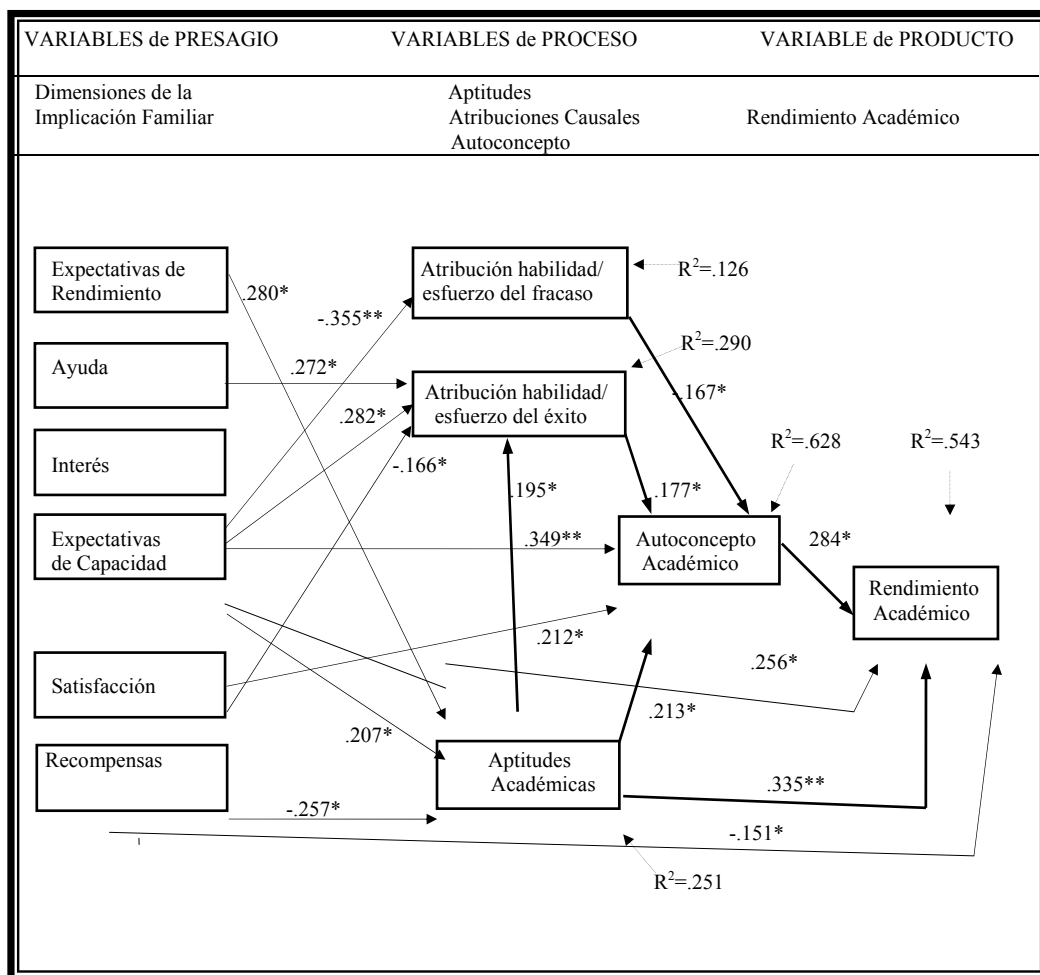 VARIABLES de PRESAGIO
VARIABLES de PROCESO
VARIABLE de PRODUCTO
Dimensiones de la
Implicación Familiar
Aptitudes
Atribuciones Causales
Autoconcepto
Rendimiento Académico
Expectativas de
Rendimiento
.280*
-.355**
Atribución habilidad/
esfuerzo del fracaso
R²=.126
Ayuda
.272*
.282*
-.166*
Atribución habilidad/
esfuerzo del éxito
R²=.290
-.167*
Interés
.195*
.177*
R²=.628
R²=.543
Expectativas
de Capacidad
.349**
Autoconcepto
Académico
284*
Rendimiento
Académico
Satisfacción
.212*
.256*
.207*
.213*
Recompensas
Aptitudes
Académicas
.335**
-.257*
-.151*
R²=.251